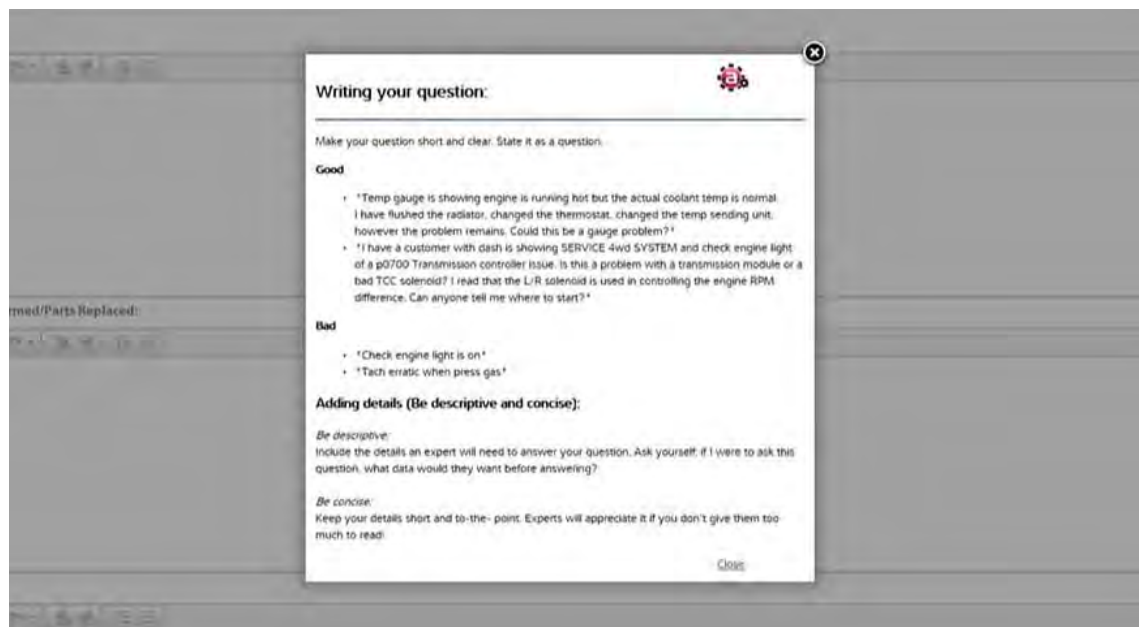 a
Writing your question:
Make your question short and clear. State it as a question.
Good
• "Temp gauge is showing engine is running hot but the actual coolant temp is normal.
I have flushed the radiator, changed the thermostat, changed the temp sending unit,
however the problem remains. Could this be a gauge problem?"
• "I have a customer with dash is showing SERVICE 4wd SYSTEM and check engine light
of a p0700 Transmission controller issue. Is this a problem with a transmission module or a
bad TCC solenoid? I read that the L/R solenoid is used in controlling the engine RPM
difference. Can anyone tell me where to start?"
rmed/Parts Replaced:
Bad
• "Check engine light is on"
• "Tach erratic when press gas"
Adding details (Be descriptive and concise):
Be descriptive:
Include the details an expert will need to answer your question. Ask yourself, if I were to ask this
question, what data would they want before answering?
Be concise:
Keep your details short and to-the- point. Experts will appreciate it if you don't give them too
much to read!
Close